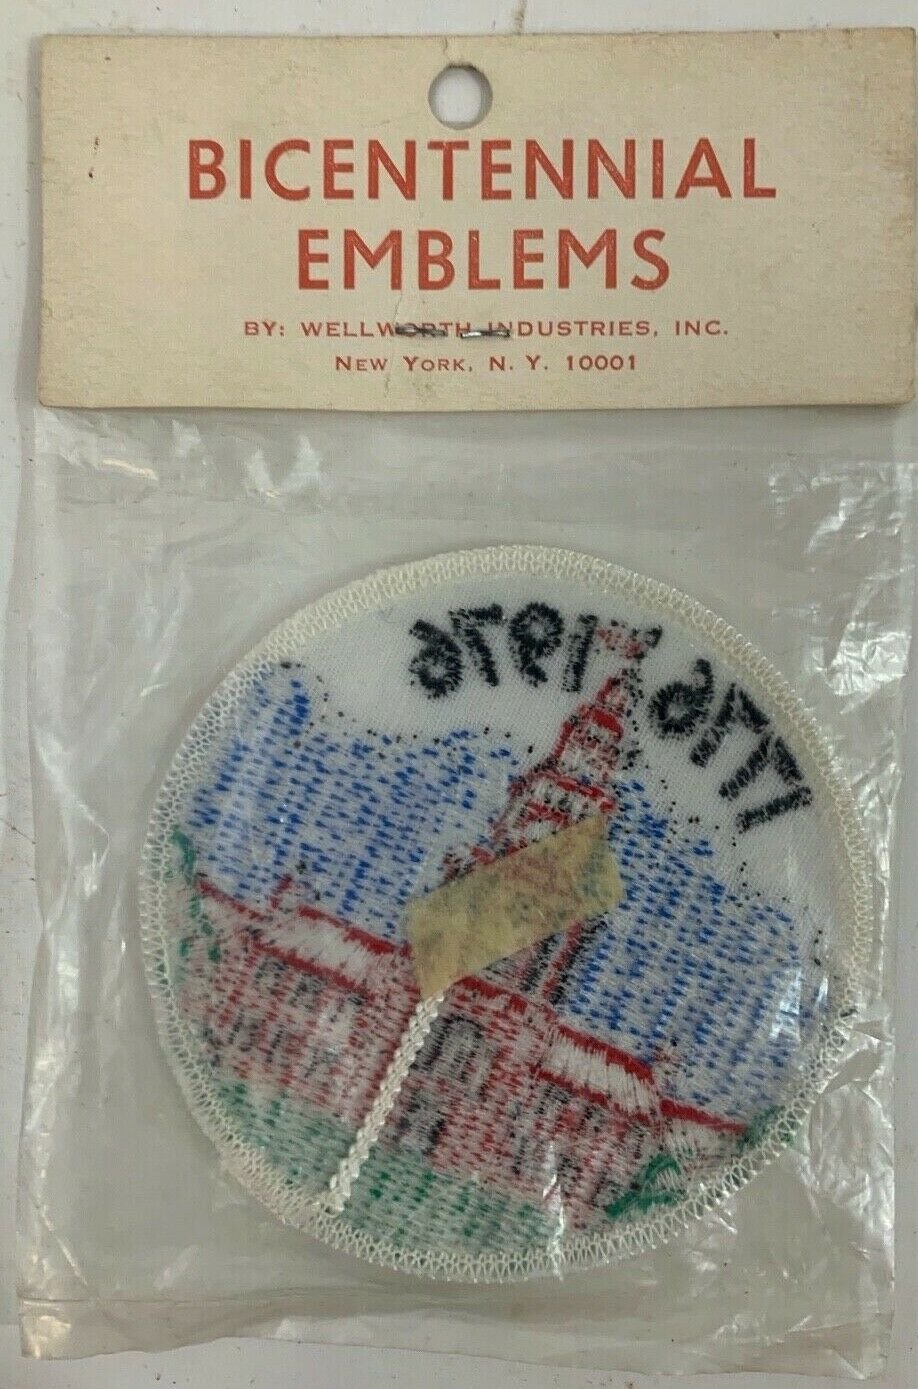 BICENTENNIAL
EMBLEMS
BY: WELLWORTH INDUSTRIES, INC.
NEW YORK, N. Y. 10001
1776 1976